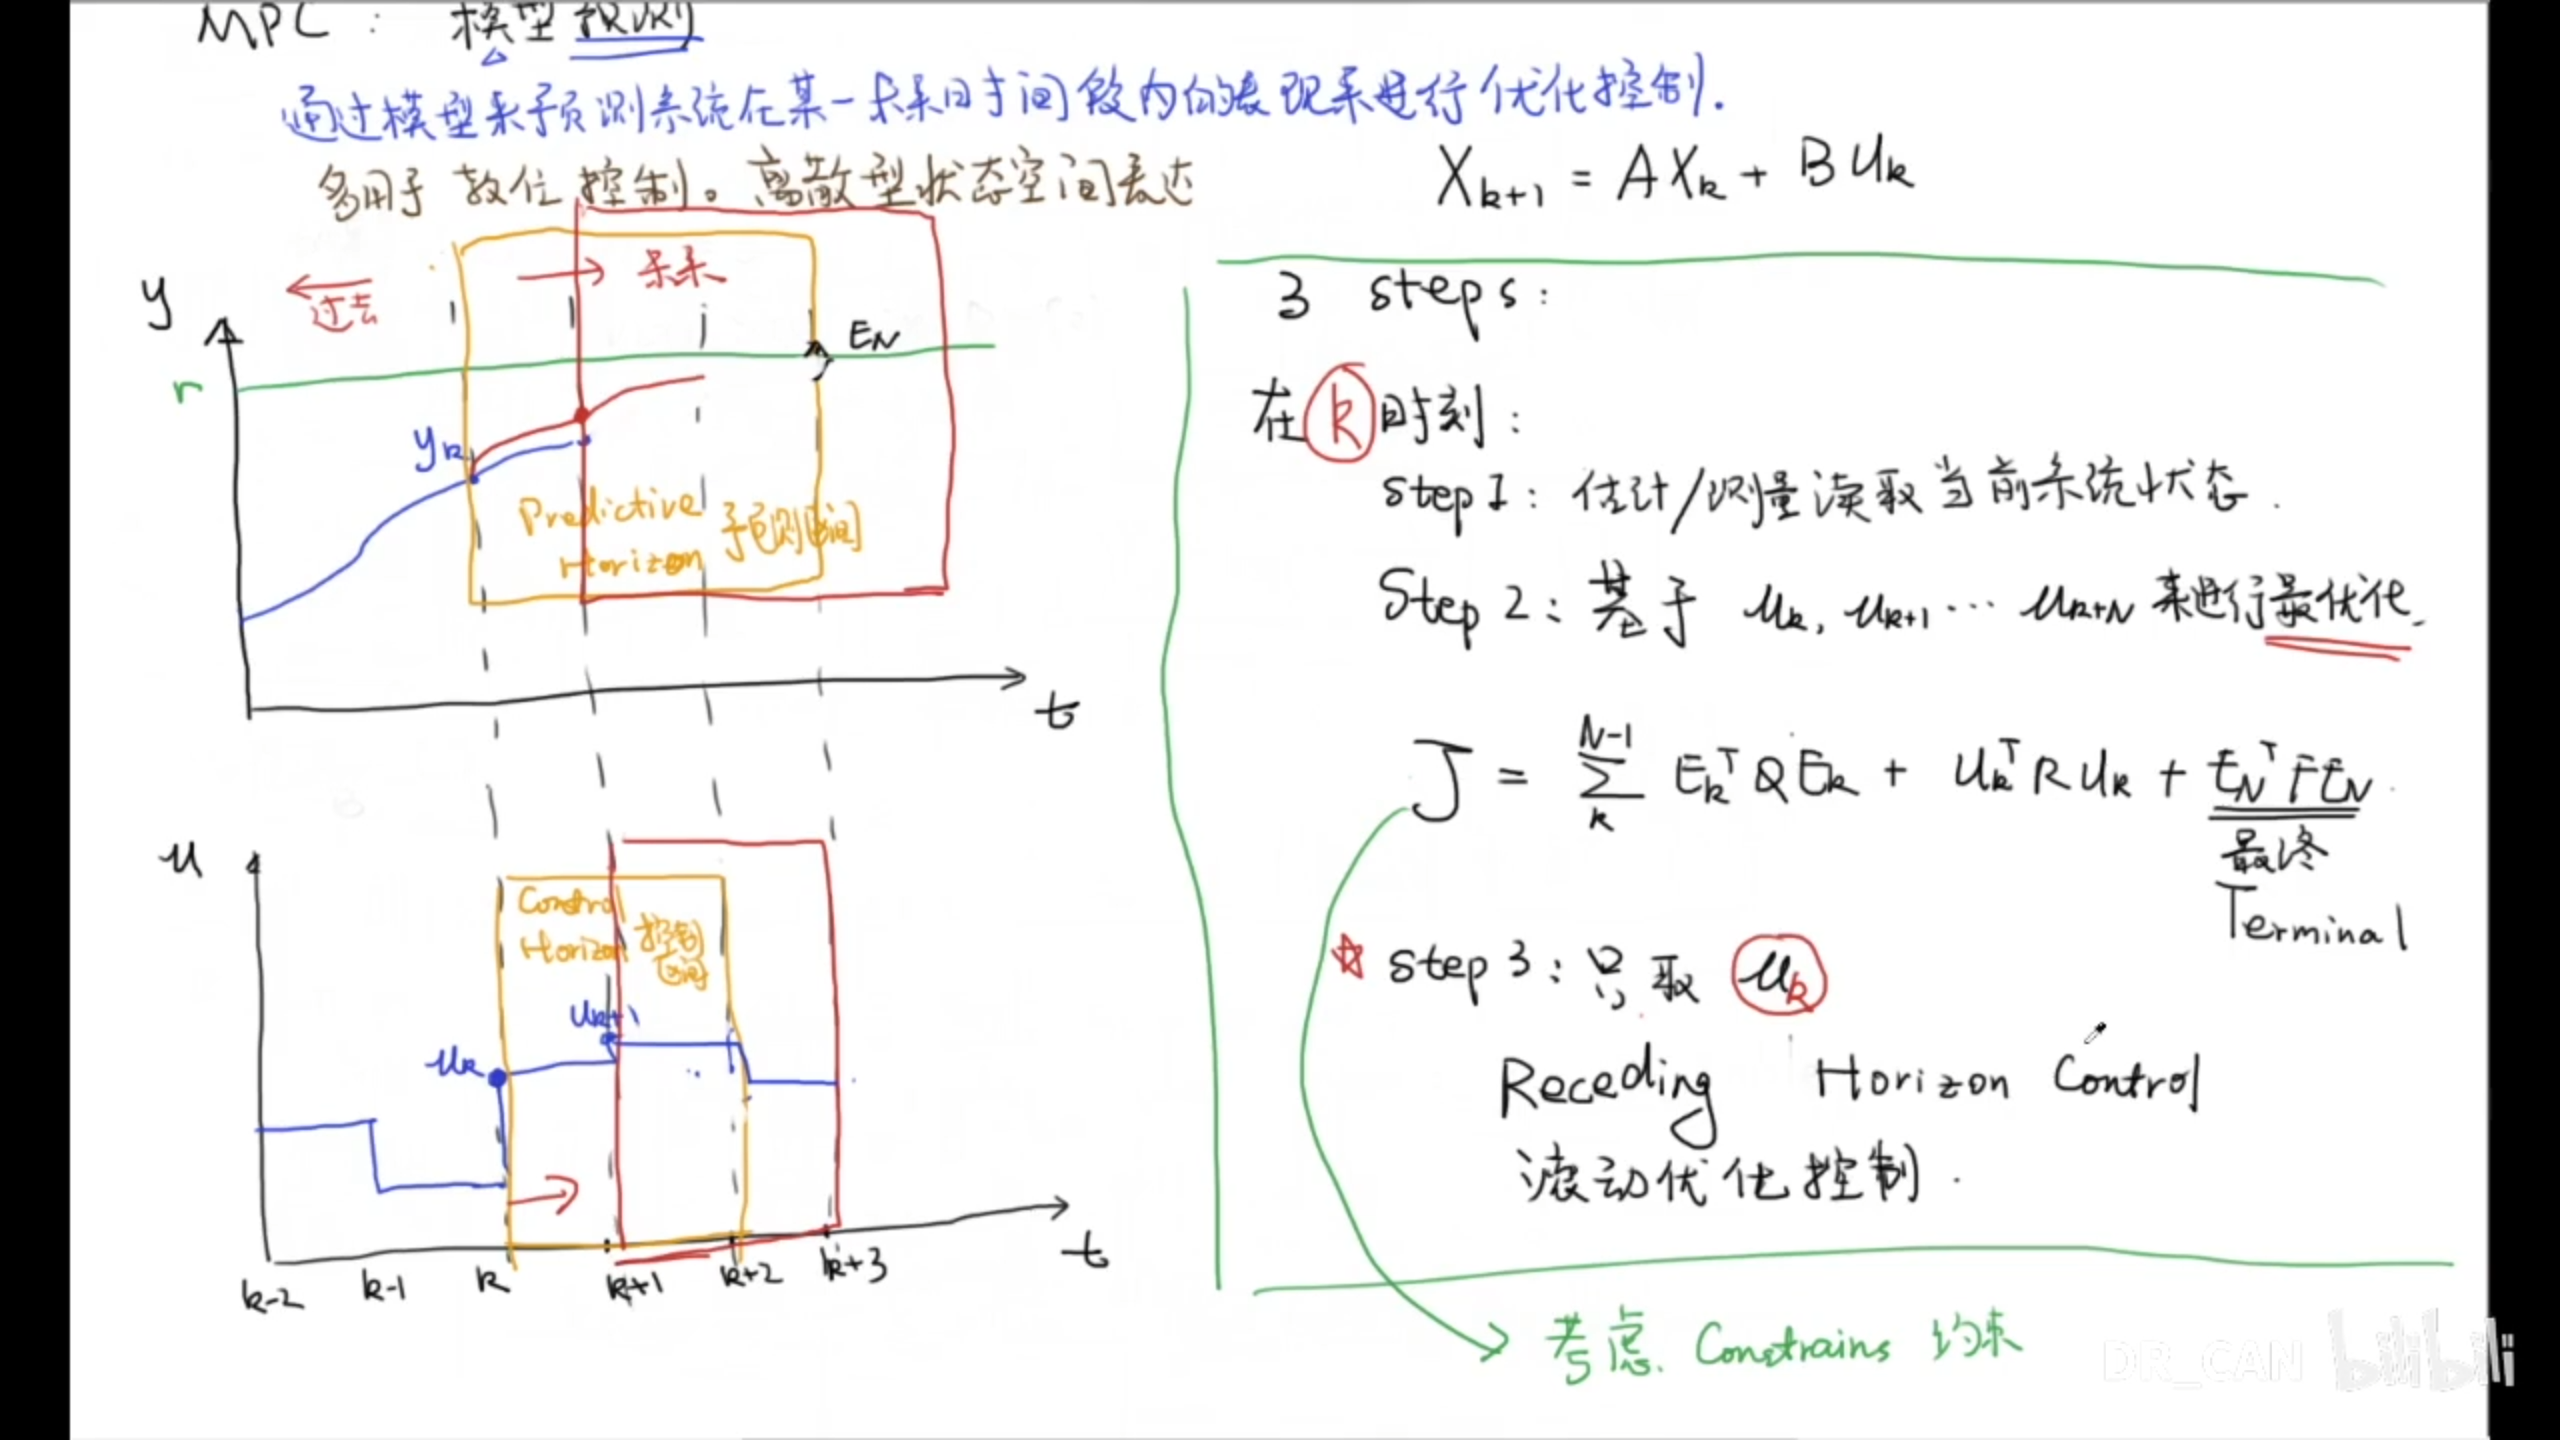 MPC : 模型预测
通过模型来预测系统在某一未来时间段内的表现来进行优化控制.
多用于 数位控制。离散型状态空间表达
X_{k+1} = A X_k + B u_k
← 过去
→ 未来
y
r
E_N
y_k
Predictive Horizon 预测区间
t
u
Control Horizon 控制区间
u_k
u_{k+1}
t
k-2 k-1 k k+1 k+2 k+3
3 steps :
在 k 时刻 :
step 1 : 估计/测量读取当前系统状态.
Step 2 : 基于 u_k, u_{k+1} ... u_{k+N} 来进行最优化.
J = \sum_{k}^{N-1} E_k^T Q E_k + u_k^T R u_k + E_N^T F E_N
最终
Terminal
☆ step 3 : 只取 u_k
Receding Horizon Control
滚动优化控制.
考虑. Constrains 约束
DR_CAN bilibili